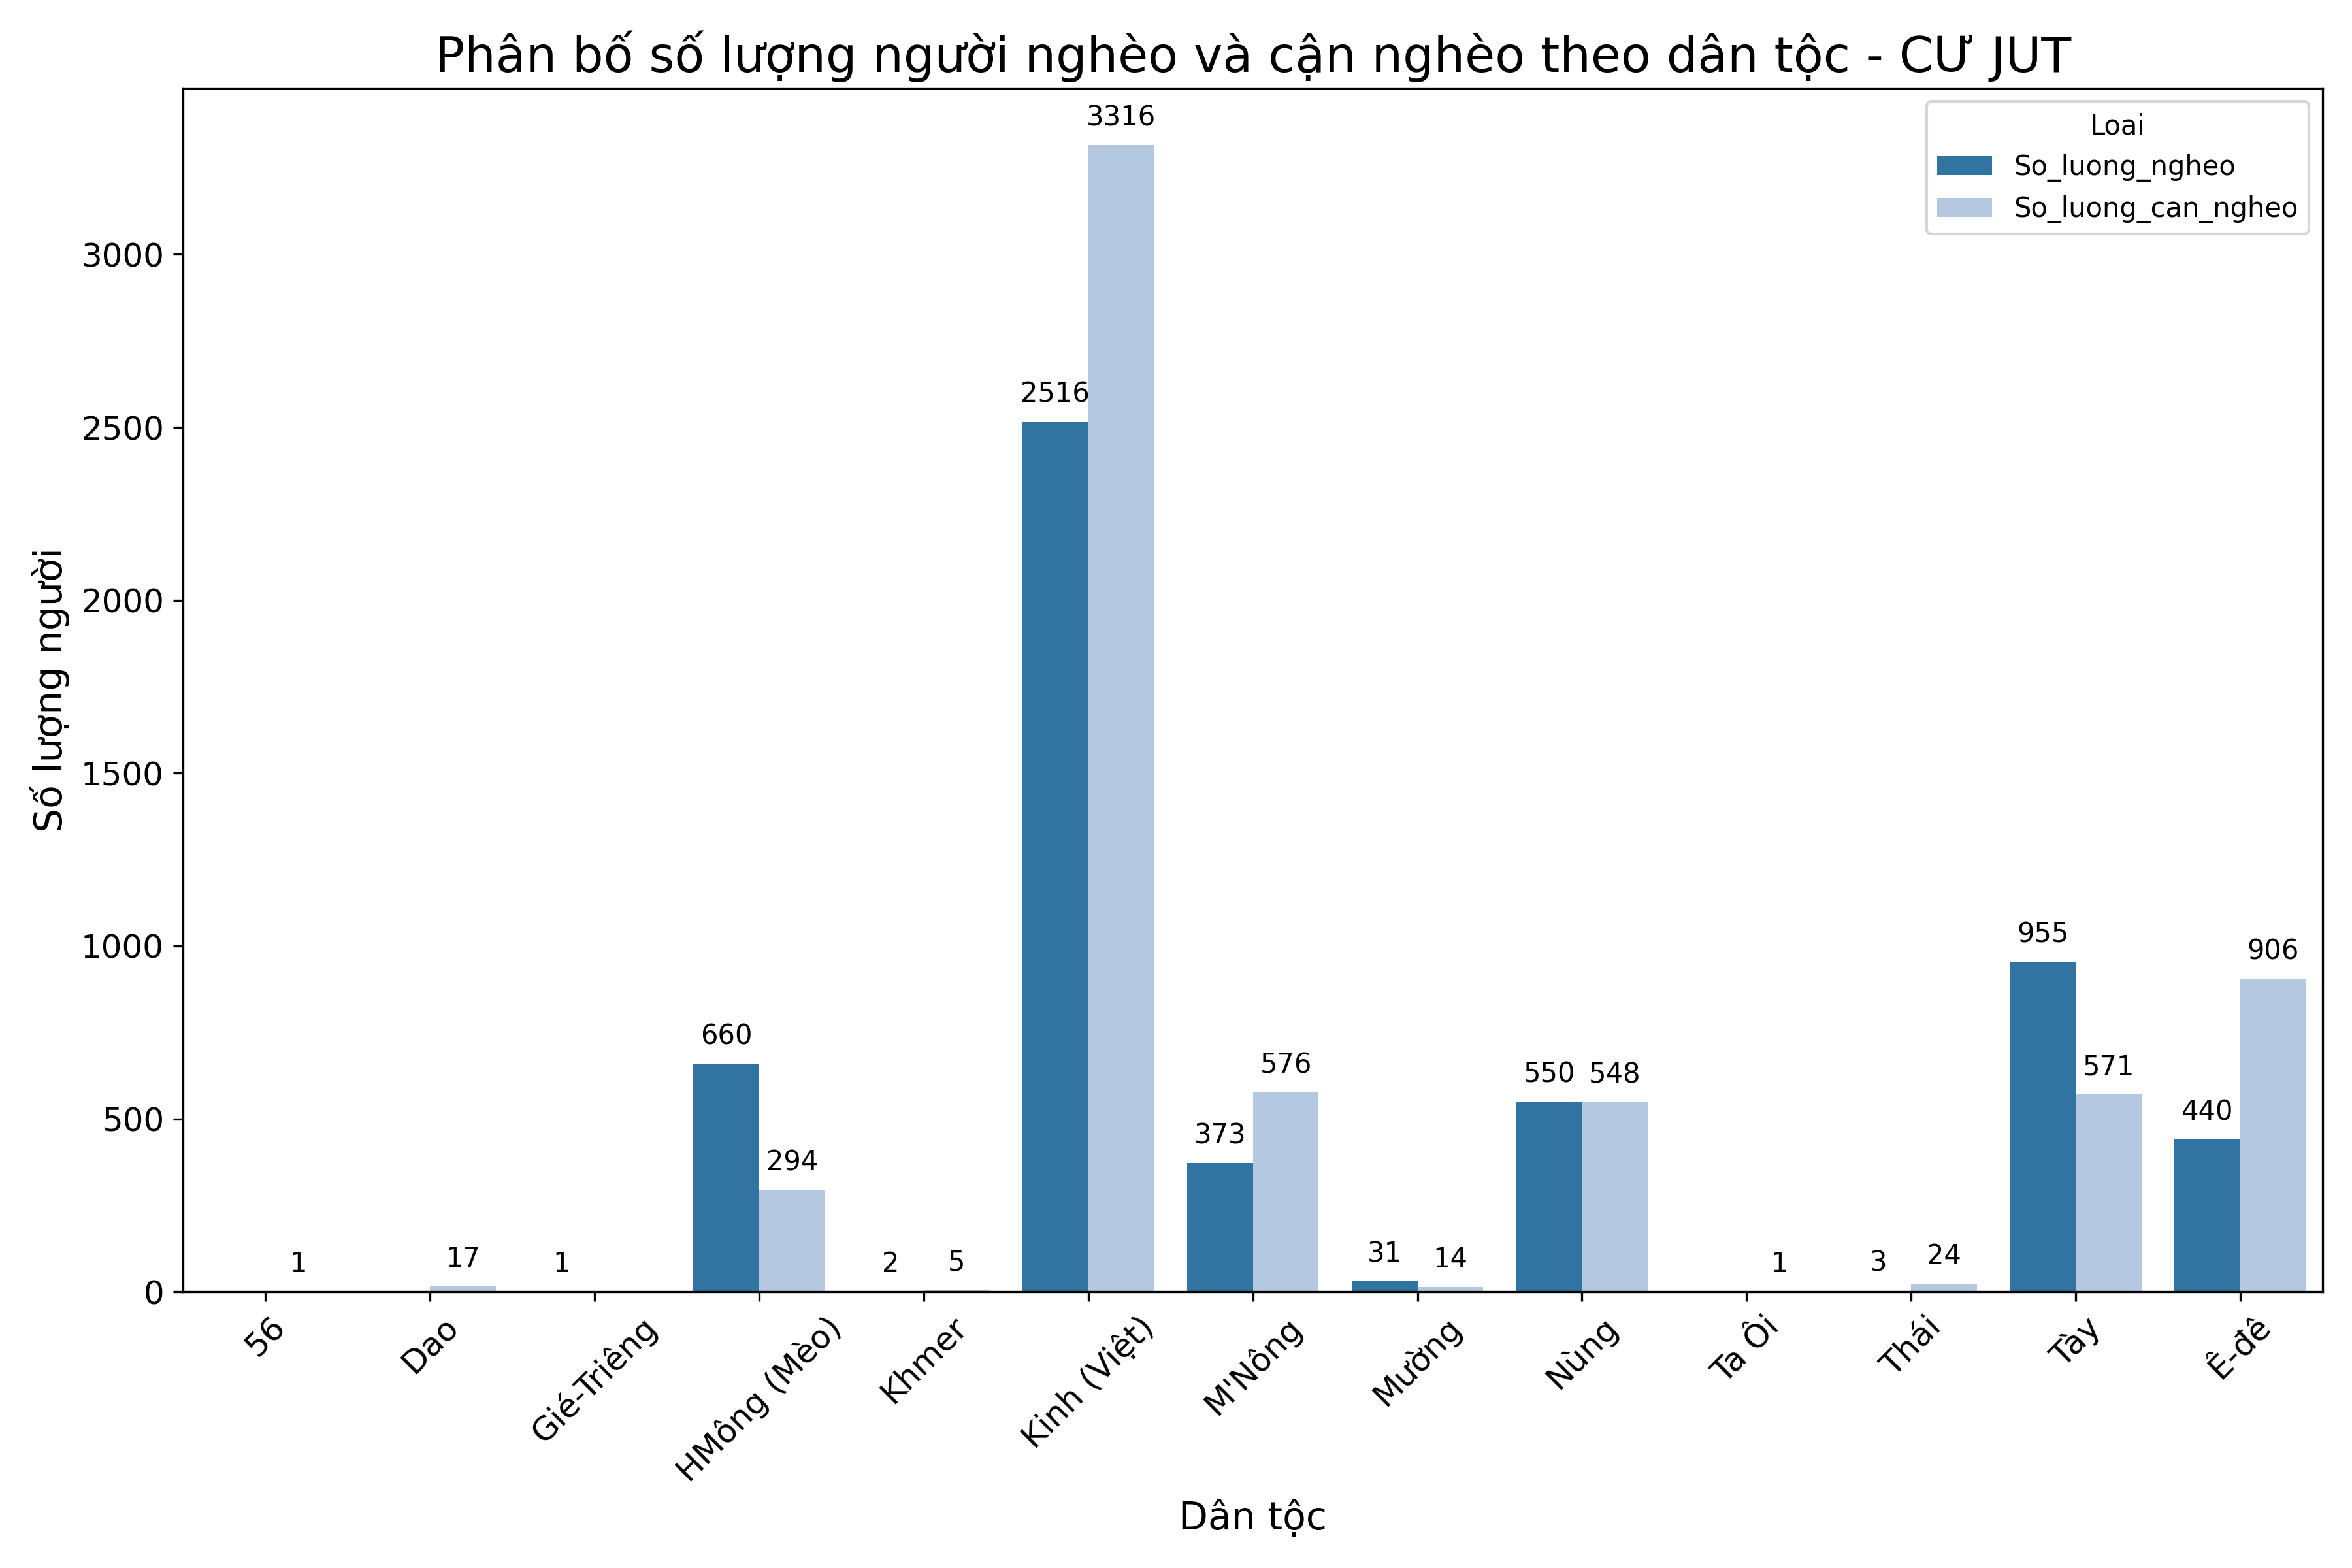 Phân bố số lượng người nghèo và cận nghèo theo dân tộc - CƯ JUT
Loai
So_luong_ngheo
So_luong_can_ngheo
Số lượng người
3000
2500
2000
1500
1000
500
0
1
17
1
660
294
2
5
2516
3316
373
576
31
14
550
548
1
3
24
955
571
440
906
56
Dao
Gié-Triêng
HMông (Mèo)
Khmer
Kinh (Việt)
M'Nông
Mường
Nùng
Ta Ôi
Thái
Tày
Ê-đê
Dân tộc